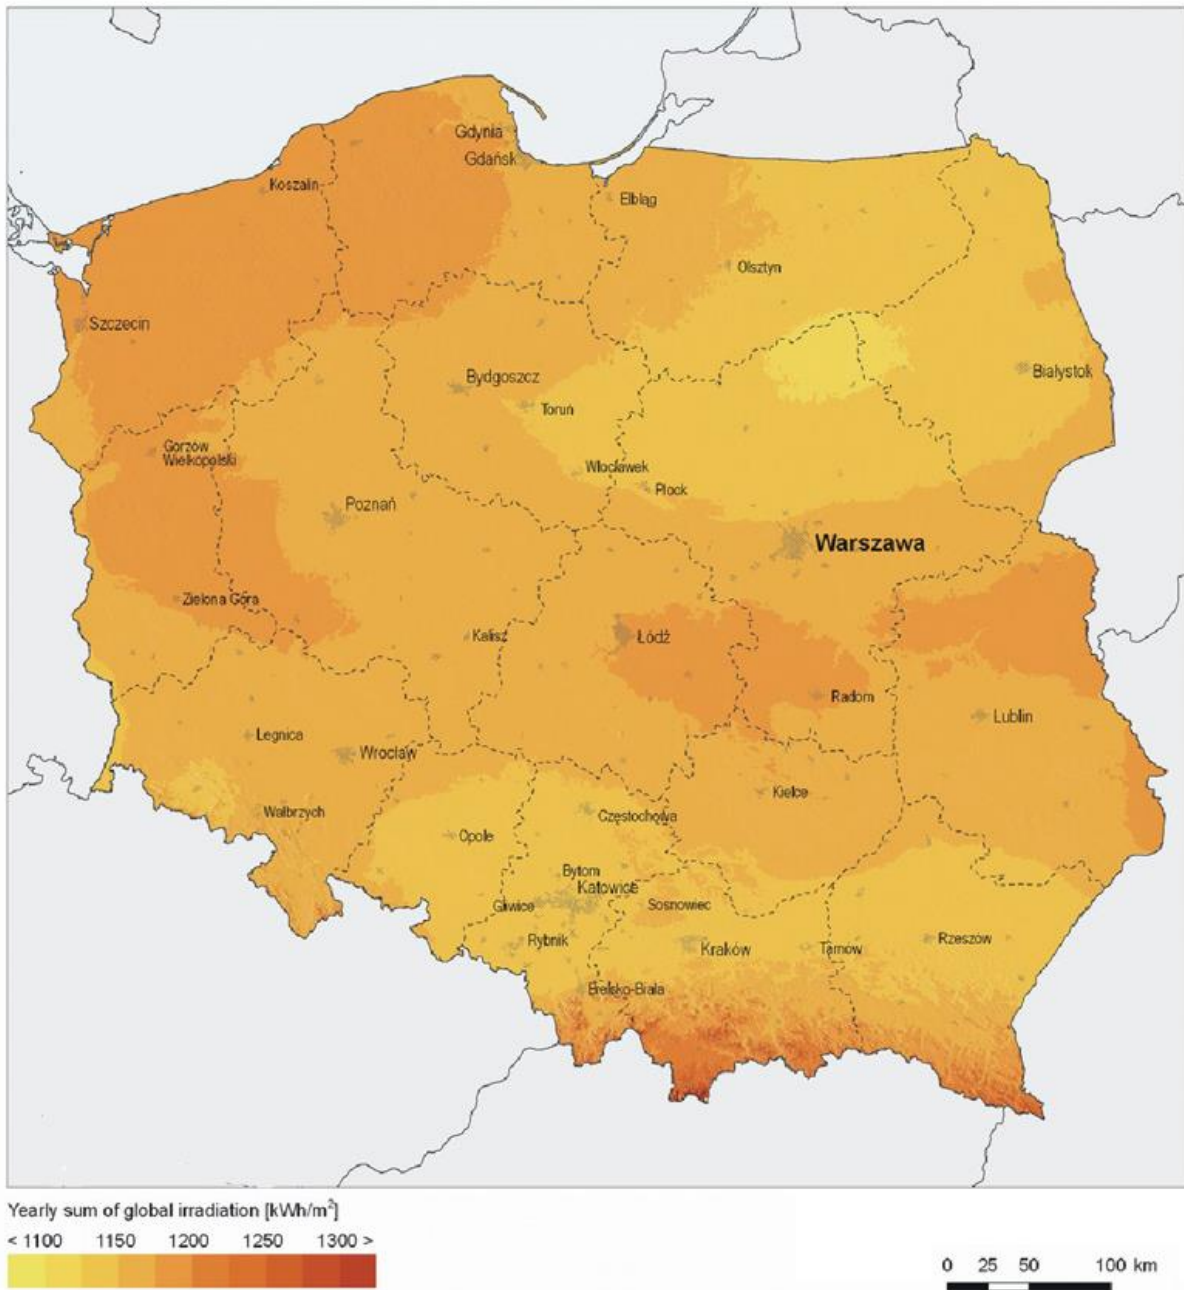 Gdynia
Gdańsk
Koszalin
Elbląg
Olsztyn
Szczecin
Białystok
Bydgoszcz
Toruń
Gorzów
Wielkopolski
Włocławek
Płock
Poznań
Warszawa
Zielona Góra
Kalisz
Łódź
Radom
Lublin
Legnica
Wrocław
Kielce
Wałbrzych
Częstochowa
Opole
Bytom
Katowice
Gliwice
Sosnowiec
Rybnik
Kraków
Tarnów
Rzeszów
Bielsko-Biała
Yearly sum of global irradiation [kWh/m²]
< 1100 1150 1200 1250 1300 >
0 25 50 100 km